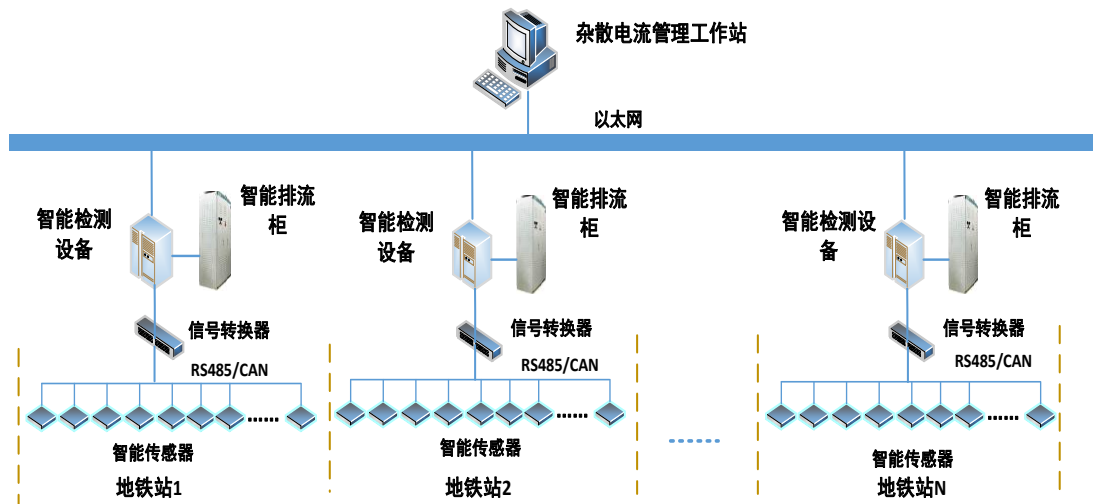 杂散电流管理工作站
以太网
智能检测
设备
智能排流
柜
智能检测
设备
智能排流
柜
智能检测设
备
智能排流
柜
信号转换器
信号转换器
信号转换器
RS485/CAN
RS485/CAN
RS485/CAN
智能传感器
智能传感器
智能传感器
地铁站1
地铁站2
地铁站N